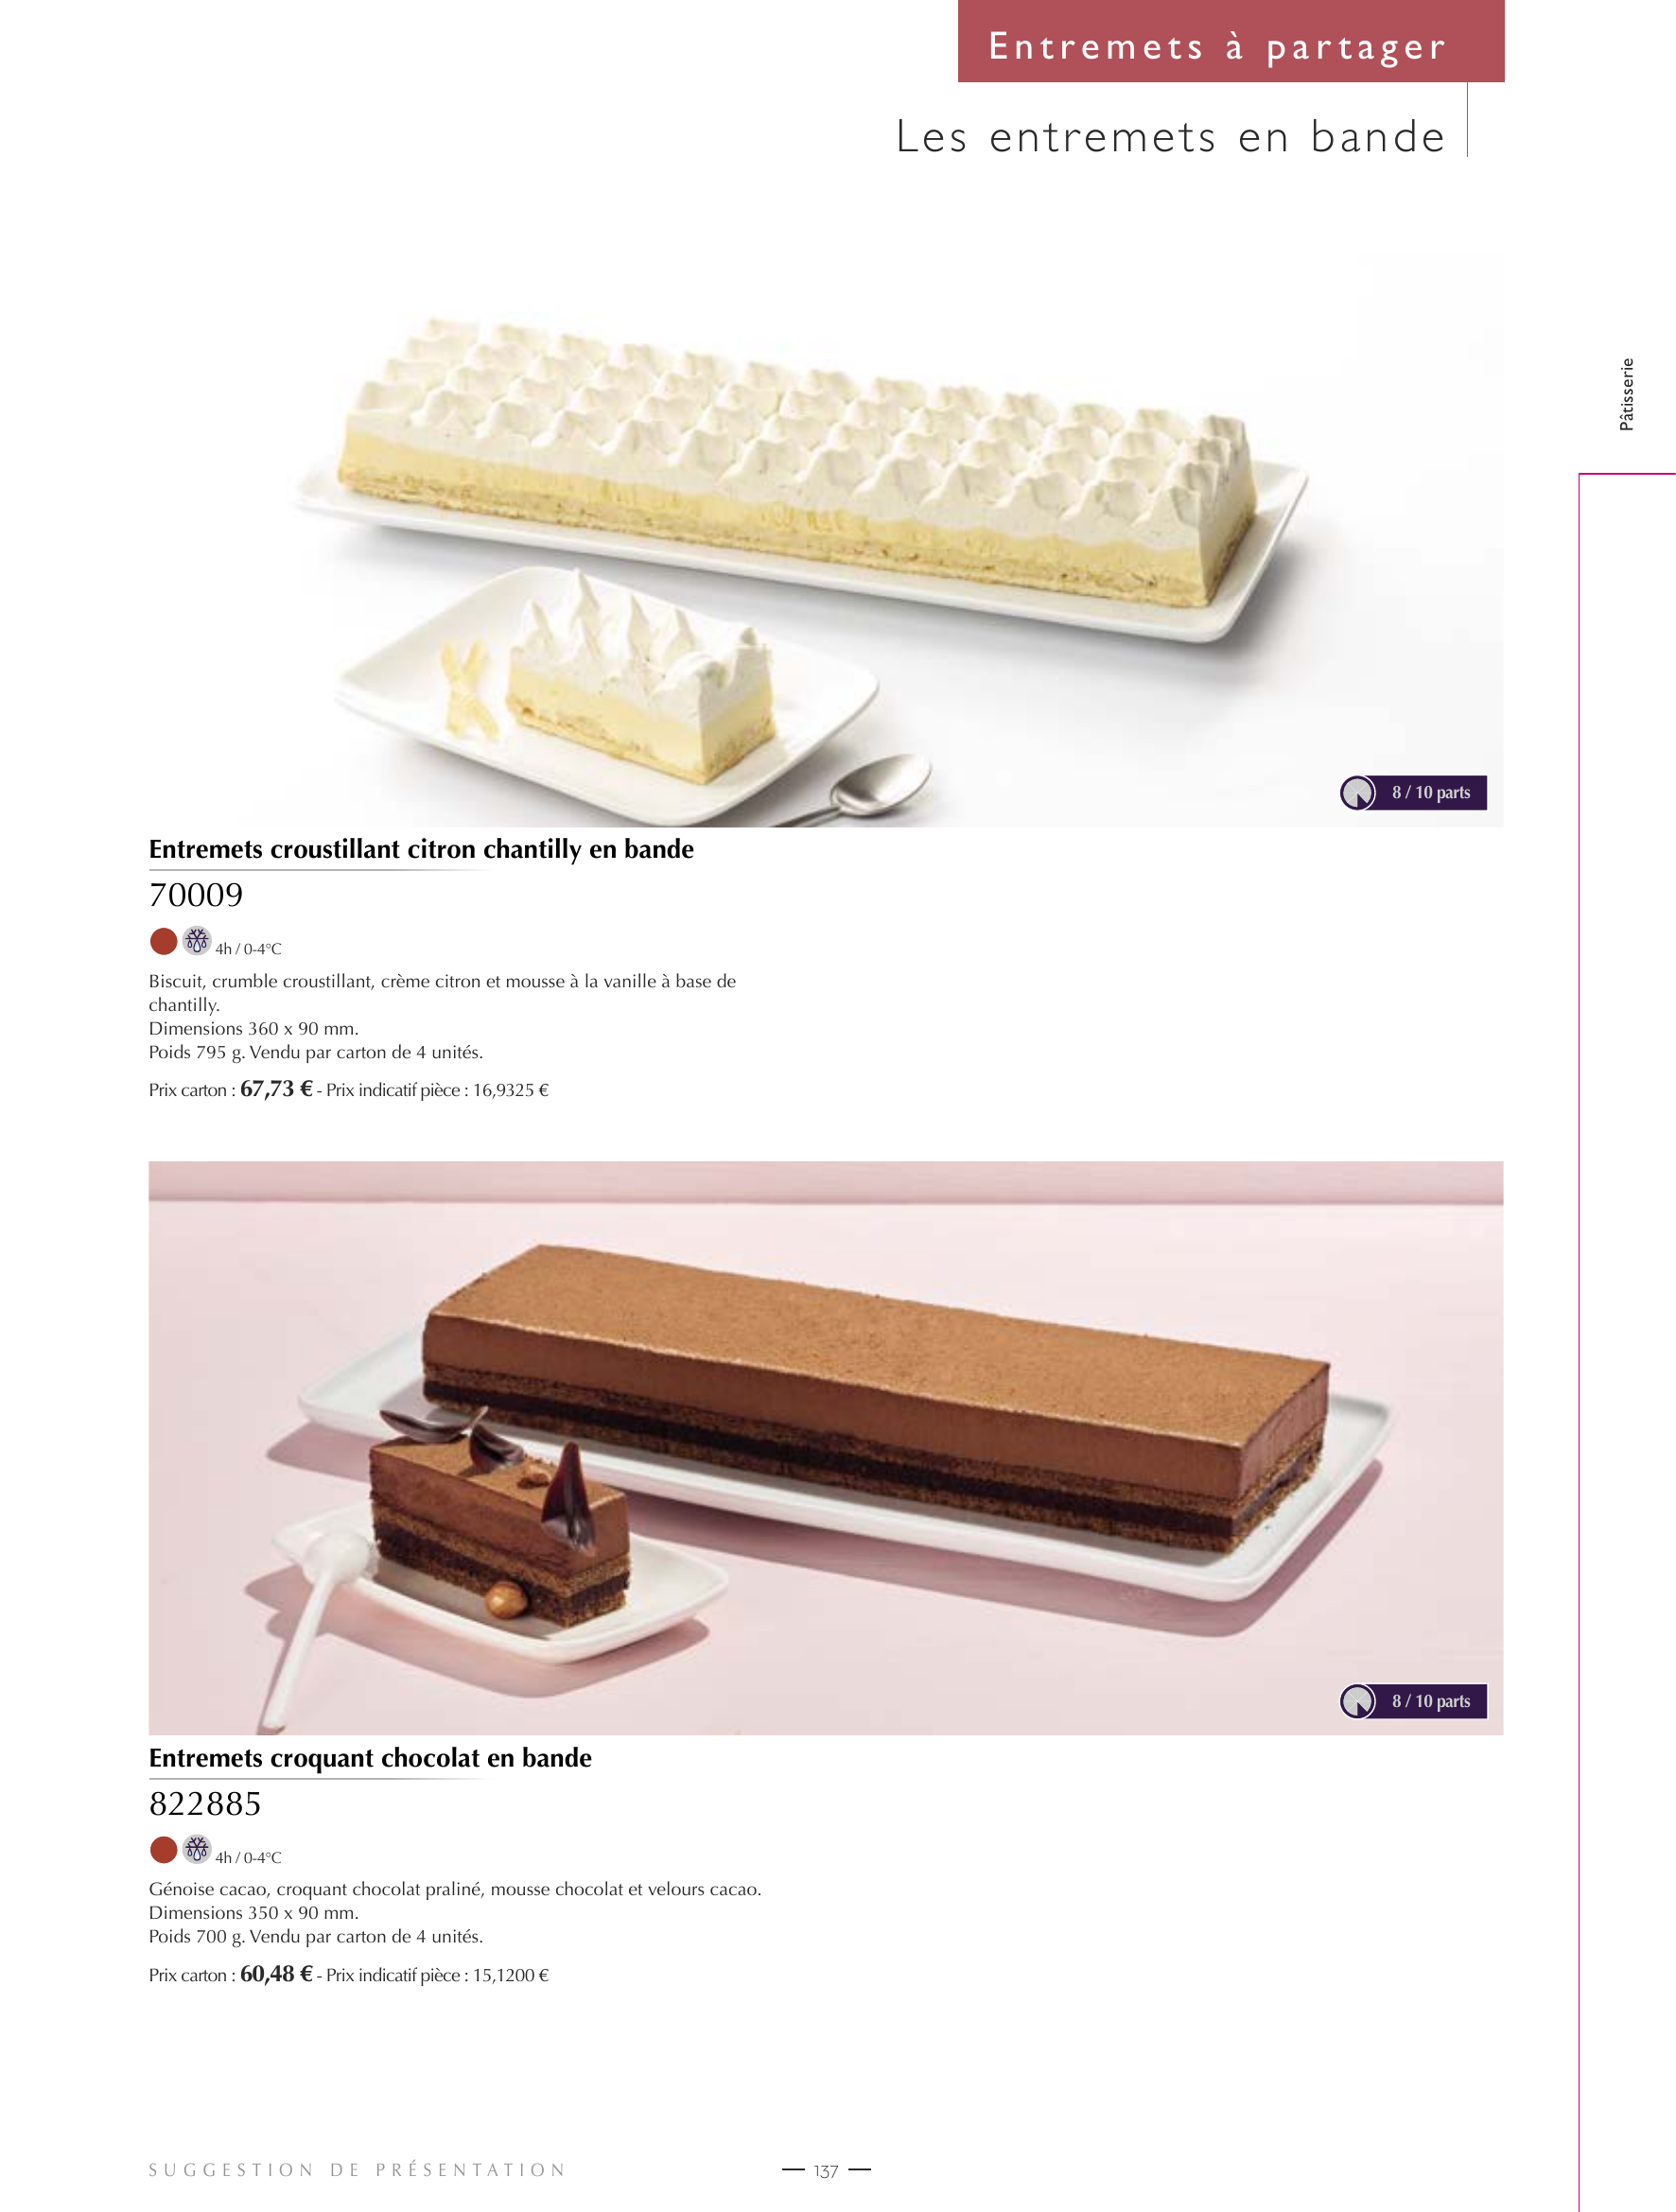 Entremets à partager
Les entremets en bande
Pâtisserie
8 / 10 parts
Entremets croustillant citron chantilly en bande
70009
4h / 0-4°C
Biscuit, crumble croustillant, crème citron et mousse à la vanille à base de
chantilly.
Dimensions 360 x 90 mm.
Poids 795 g. Vendu par carton de 4 unités.
Prix carton : 67,73 € - Prix indicatif pièce : 16,9325 €
8 / 10 parts
Entremets croquant chocolat en bande
822885
4h / 0-4°C
Génoise cacao, croquant chocolat praliné, mousse chocolat et velours cacao.
Dimensions 350 x 90 mm.
Poids 700 g. Vendu par carton de 4 unités.
Prix carton : 60,48 € - Prix indicatif pièce : 15,1200 €
SUGGESTION DE PRÉSENTATION
137